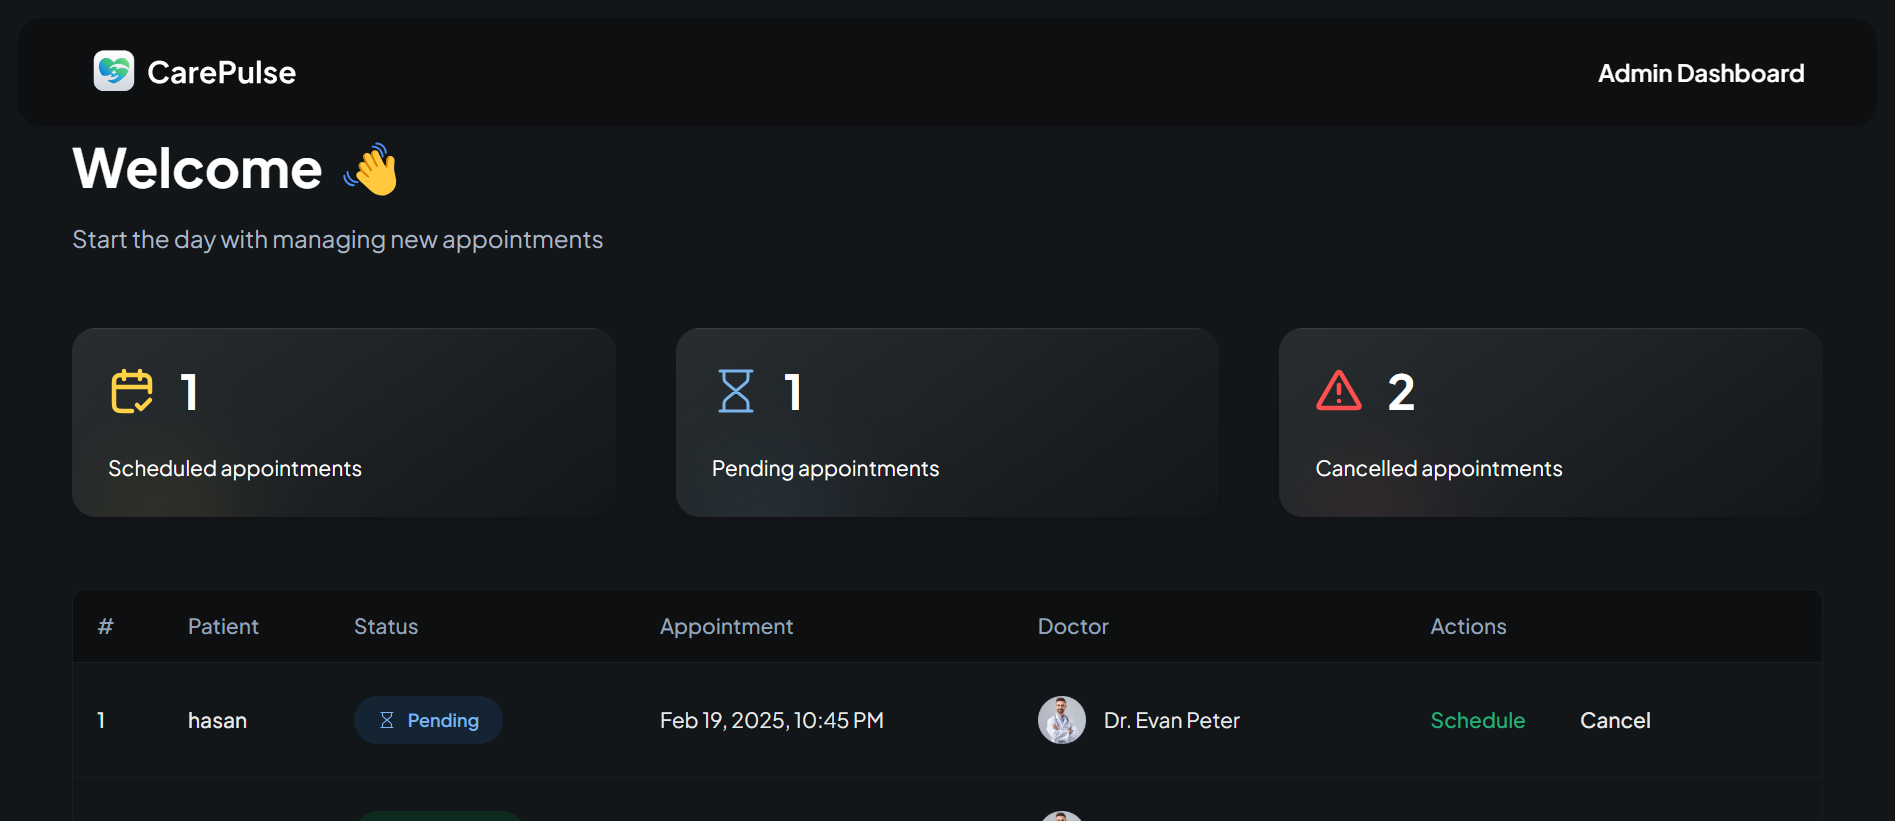 CarePulse
Admin Dashboard
Welcome 👋
Start the day with managing new appointments
1
Scheduled appointments
1
Pending appointments
2
Cancelled appointments
# Patient Status Appointment Doctor Actions
1 hasan Pending Feb 19, 2025, 10:45 PM Dr. Evan Peter Schedule Cancel